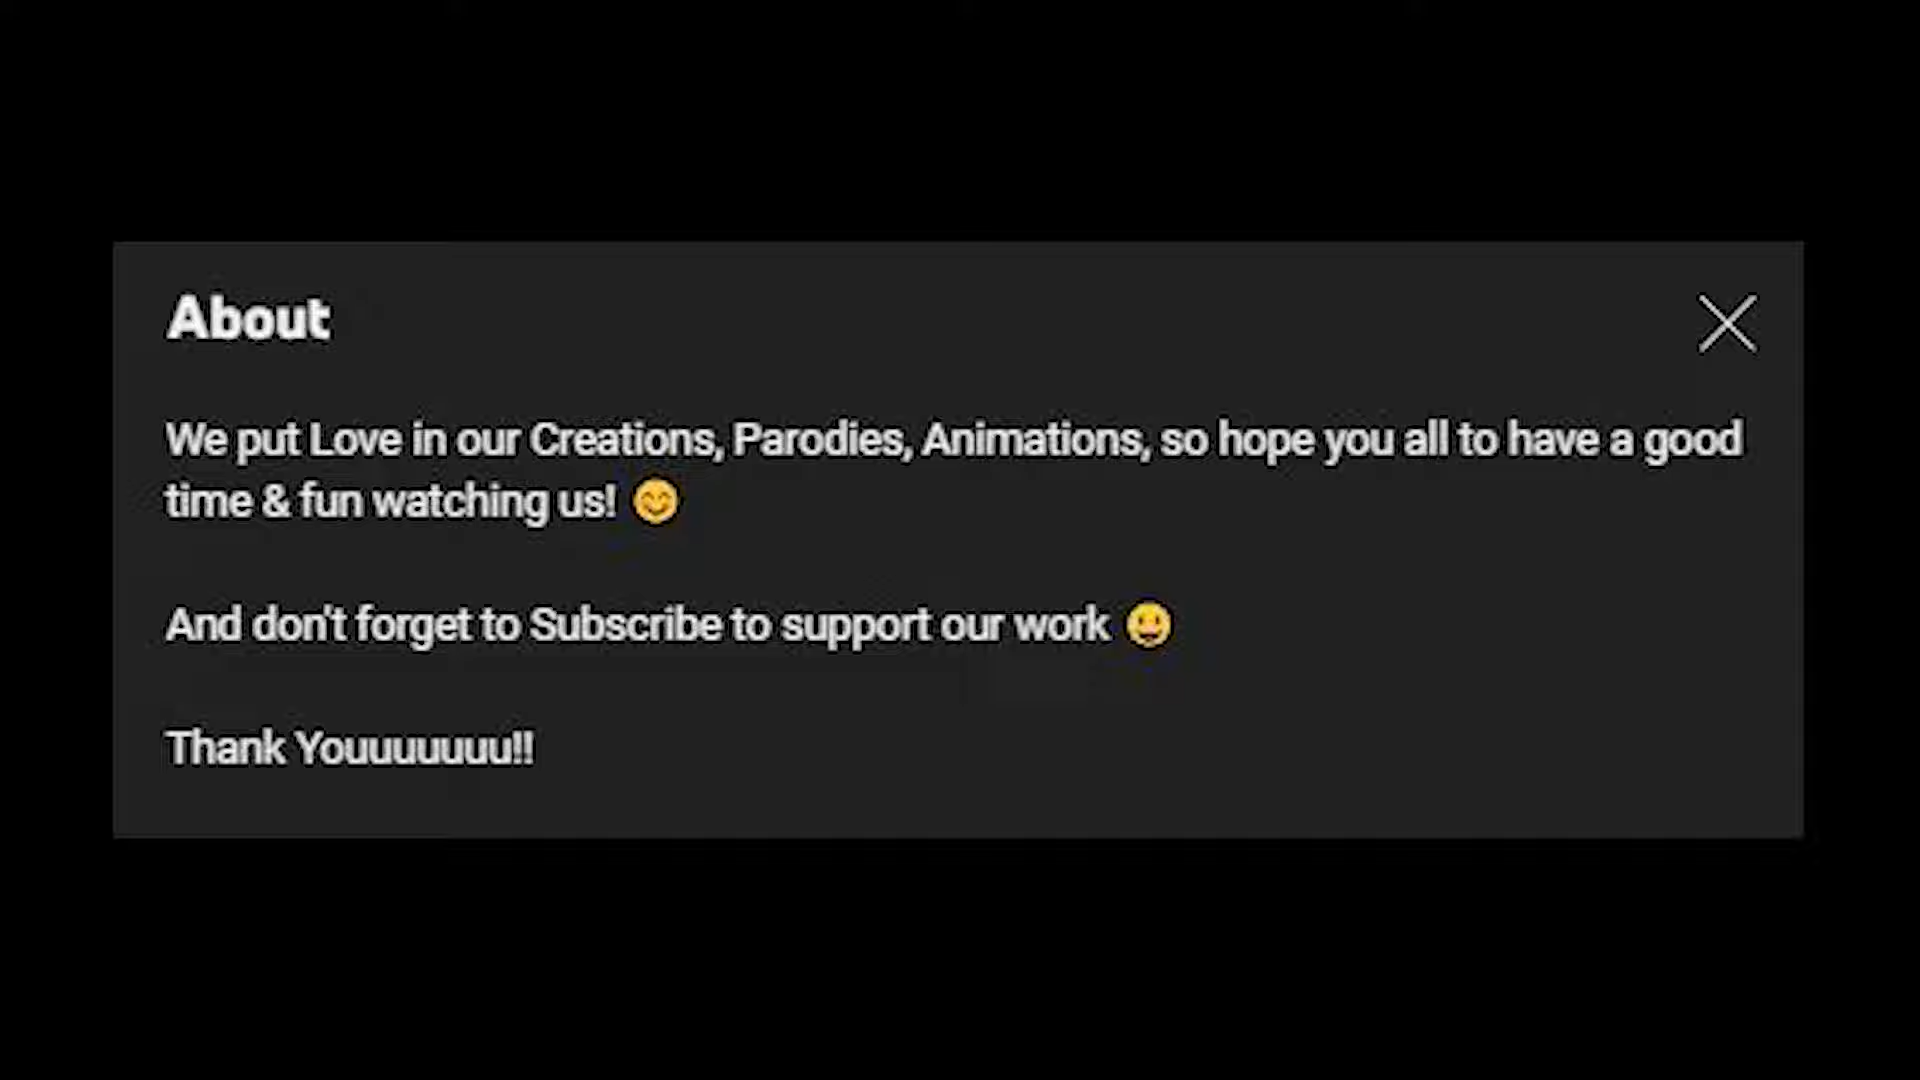 About
We put Love in our Creations, Parodies, Animations, so hope you all to have a good
time & fun watching us! 😊
And don't forget to Subscribe to support our work 😀
Thank Youuuuuuu!!